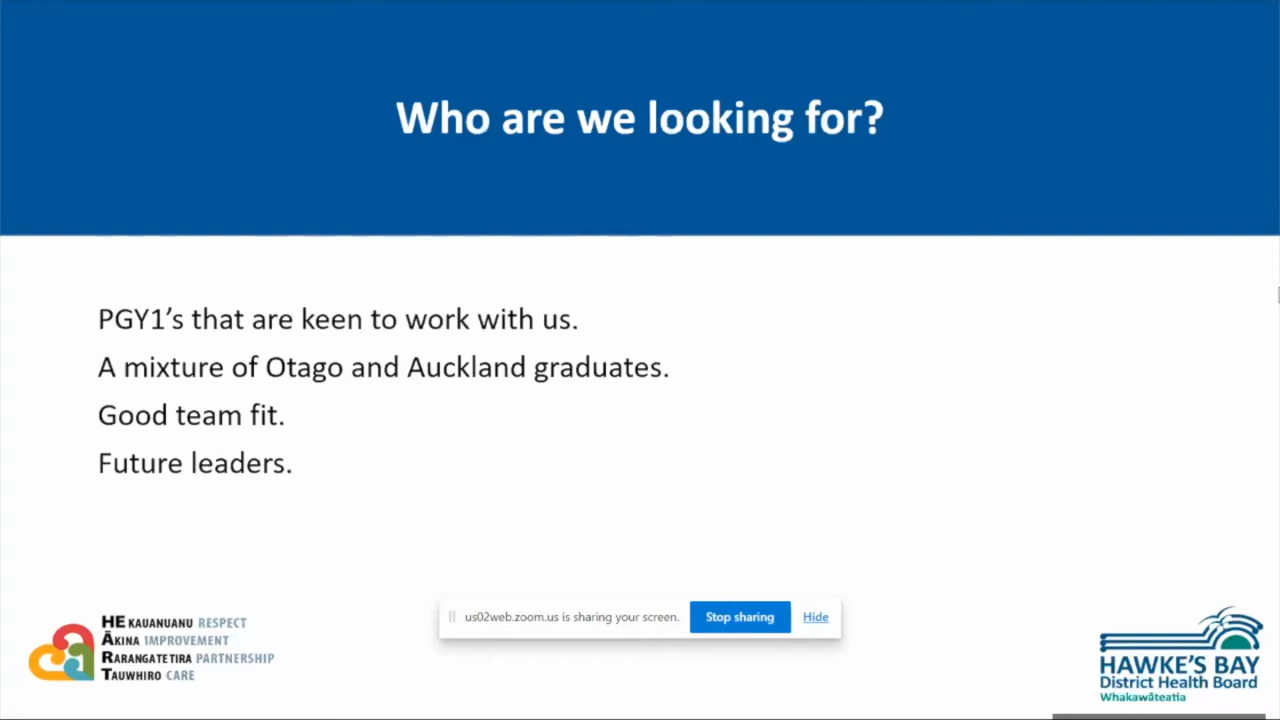 Who are we looking for?
PGY1’s that are keen to work with us.
A mixture of Otago and Auckland graduates.
Good team fit.
Future leaders.
HE KAUANUANU RESPECT
ĀKINA IMPROVEMENT
RARANGATETIRA PARTNERSHIP
TAUWHIRO CARE
us02web.zoom.us is sharing your screen.
Stop sharing
Hide
HAWKE'S BAY
District Health Board
Whakawāteatia